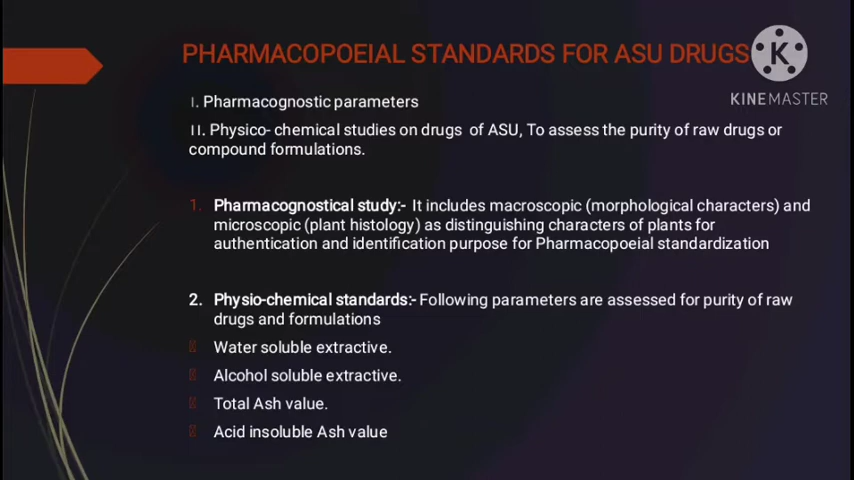 PHARMACOPOEIAL STANDARDS FOR ASU DRUGS
K
KINEMASTER
I. Pharmacognostic parameters
II. Physico- chemical studies on drugs of ASU, To assess the purity of raw drugs or
compound formulations.
1. Pharmacognostical study:- It includes macroscopic (morphological characters) and
microscopic (plant histology) as distinguishing characters of plants for
authentication and identification purpose for Pharmacopoeial standardization
2. Physio-chemical standards:- Following parameters are assessed for purity of raw
drugs and formulations
Water soluble extractive.
Alcohol soluble extractive.
Total Ash value.
Acid insoluble Ash value